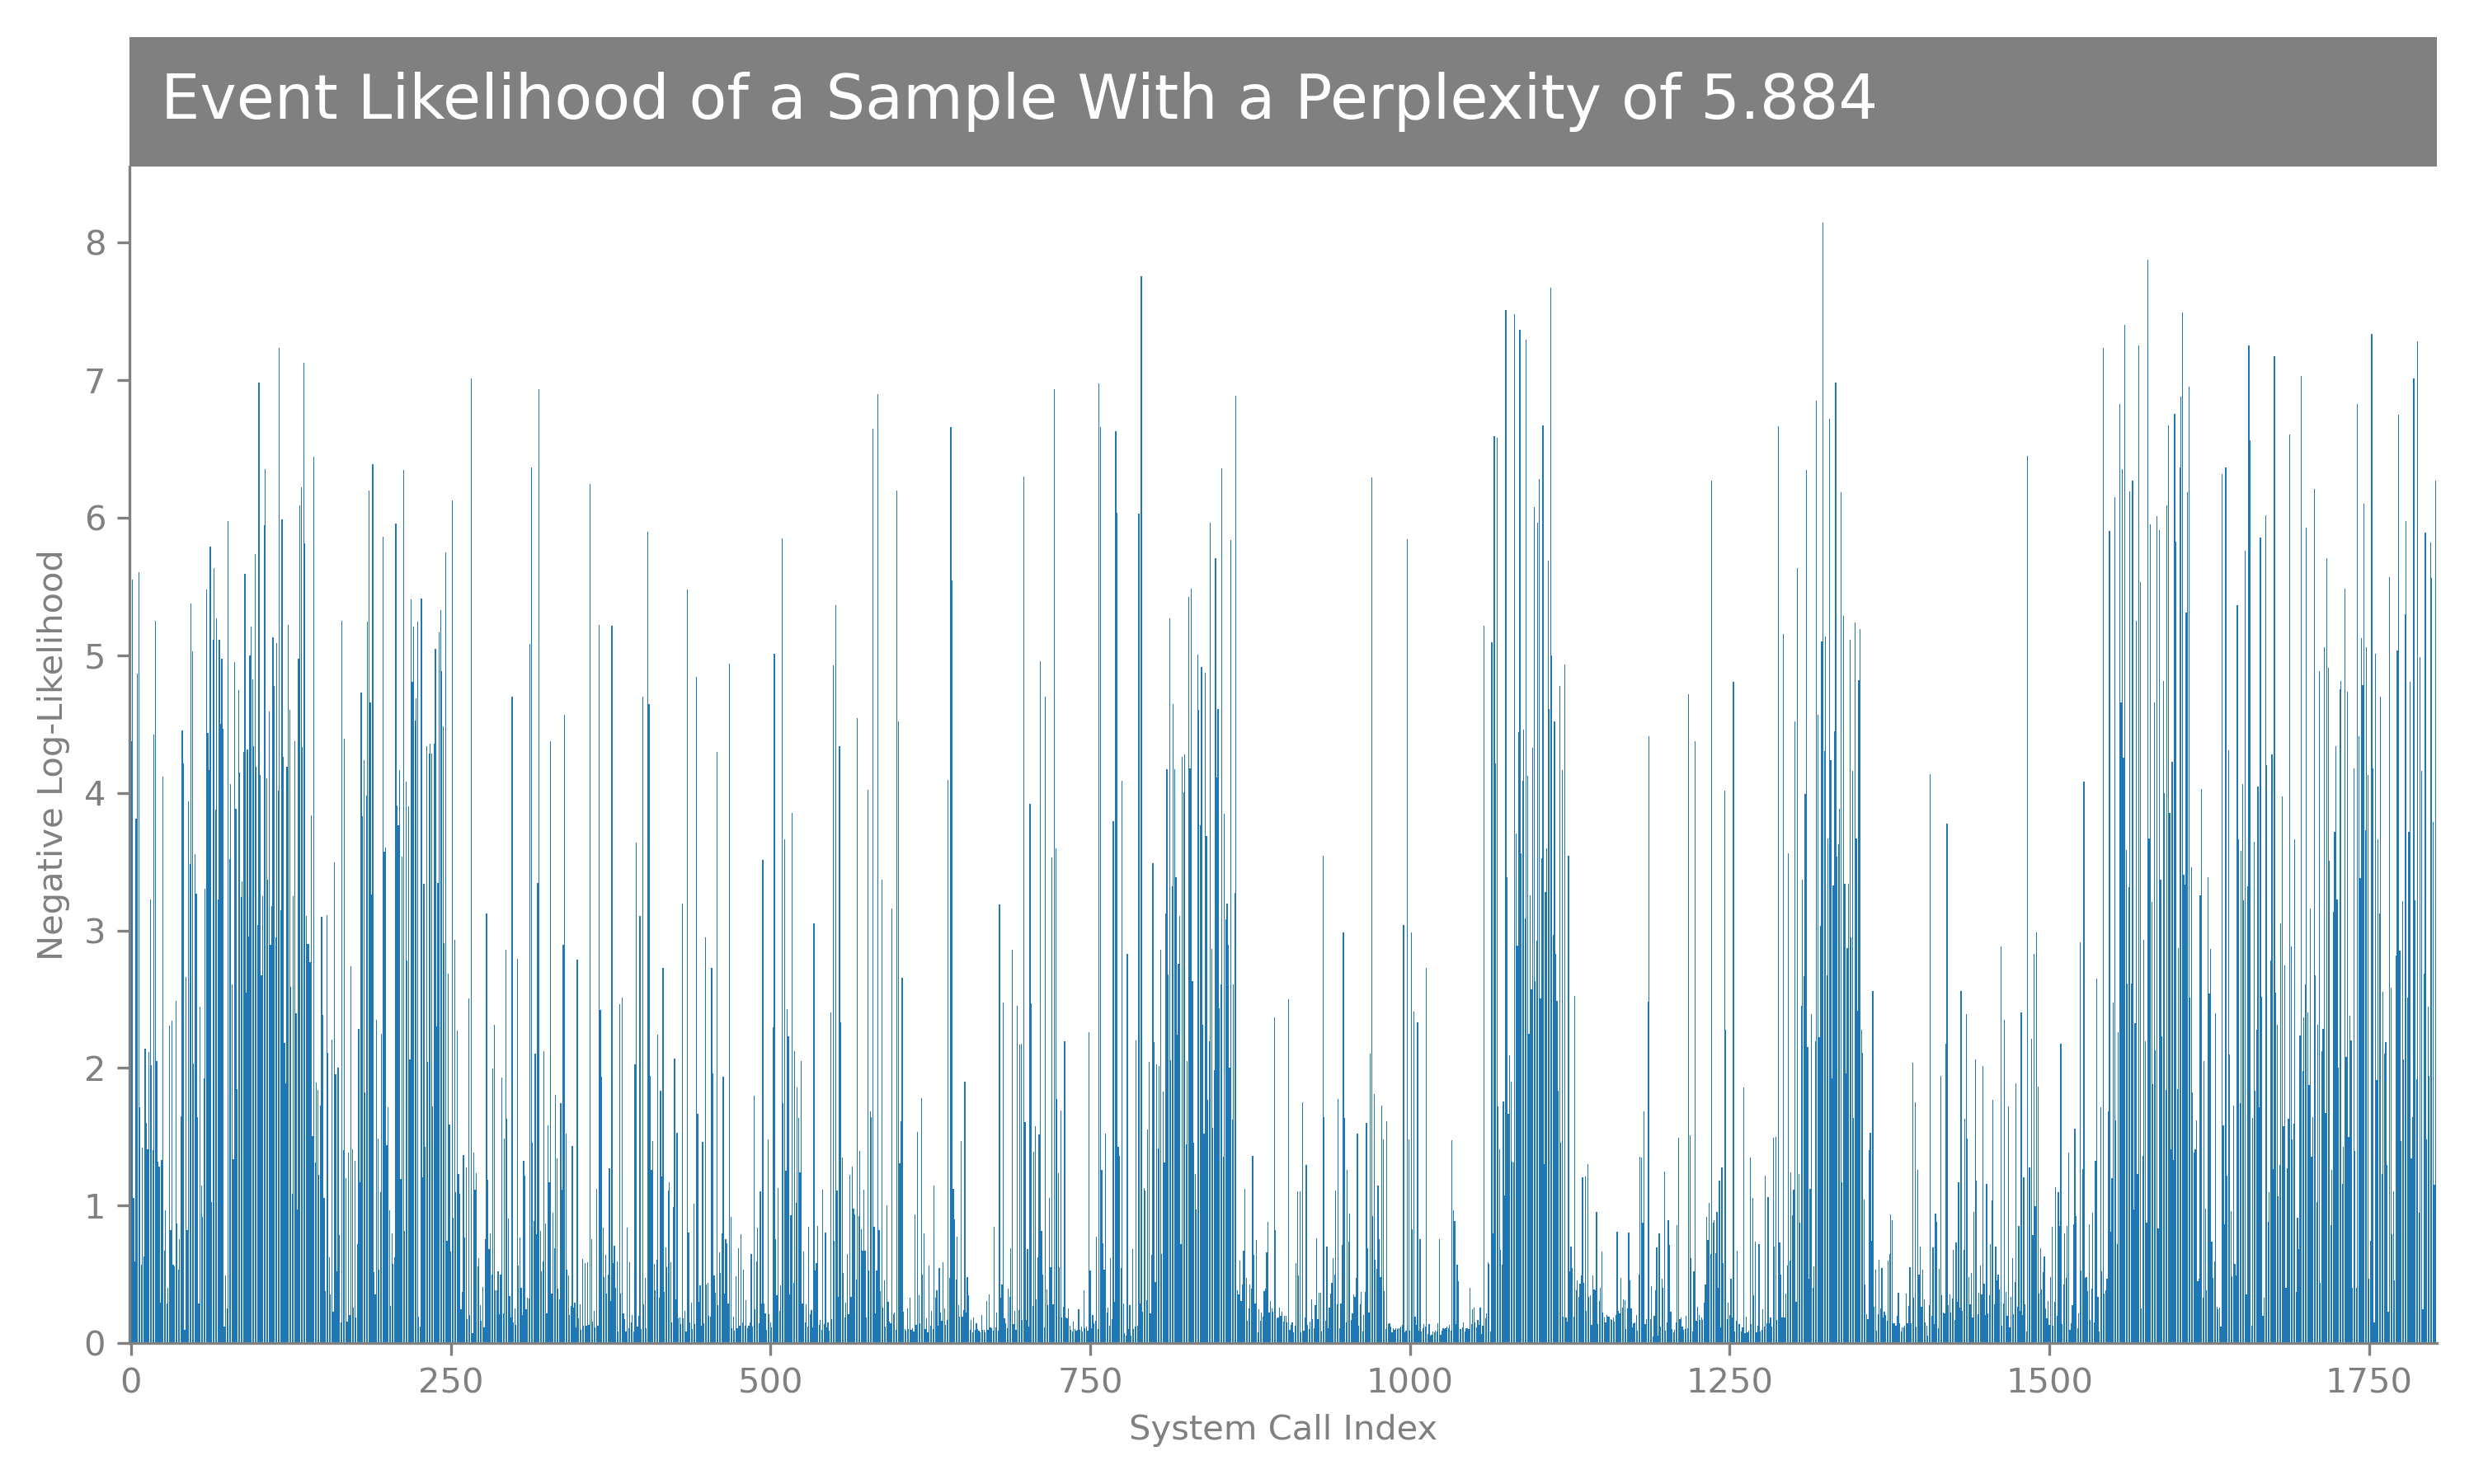 Event Likelihood of a Sample With a Perplexity of 5.884
8
7
6
5
4
3
2
1
0
Negative Log-Likelihood
0 250 500 750 1000 1250 1500 1750
System Call Index